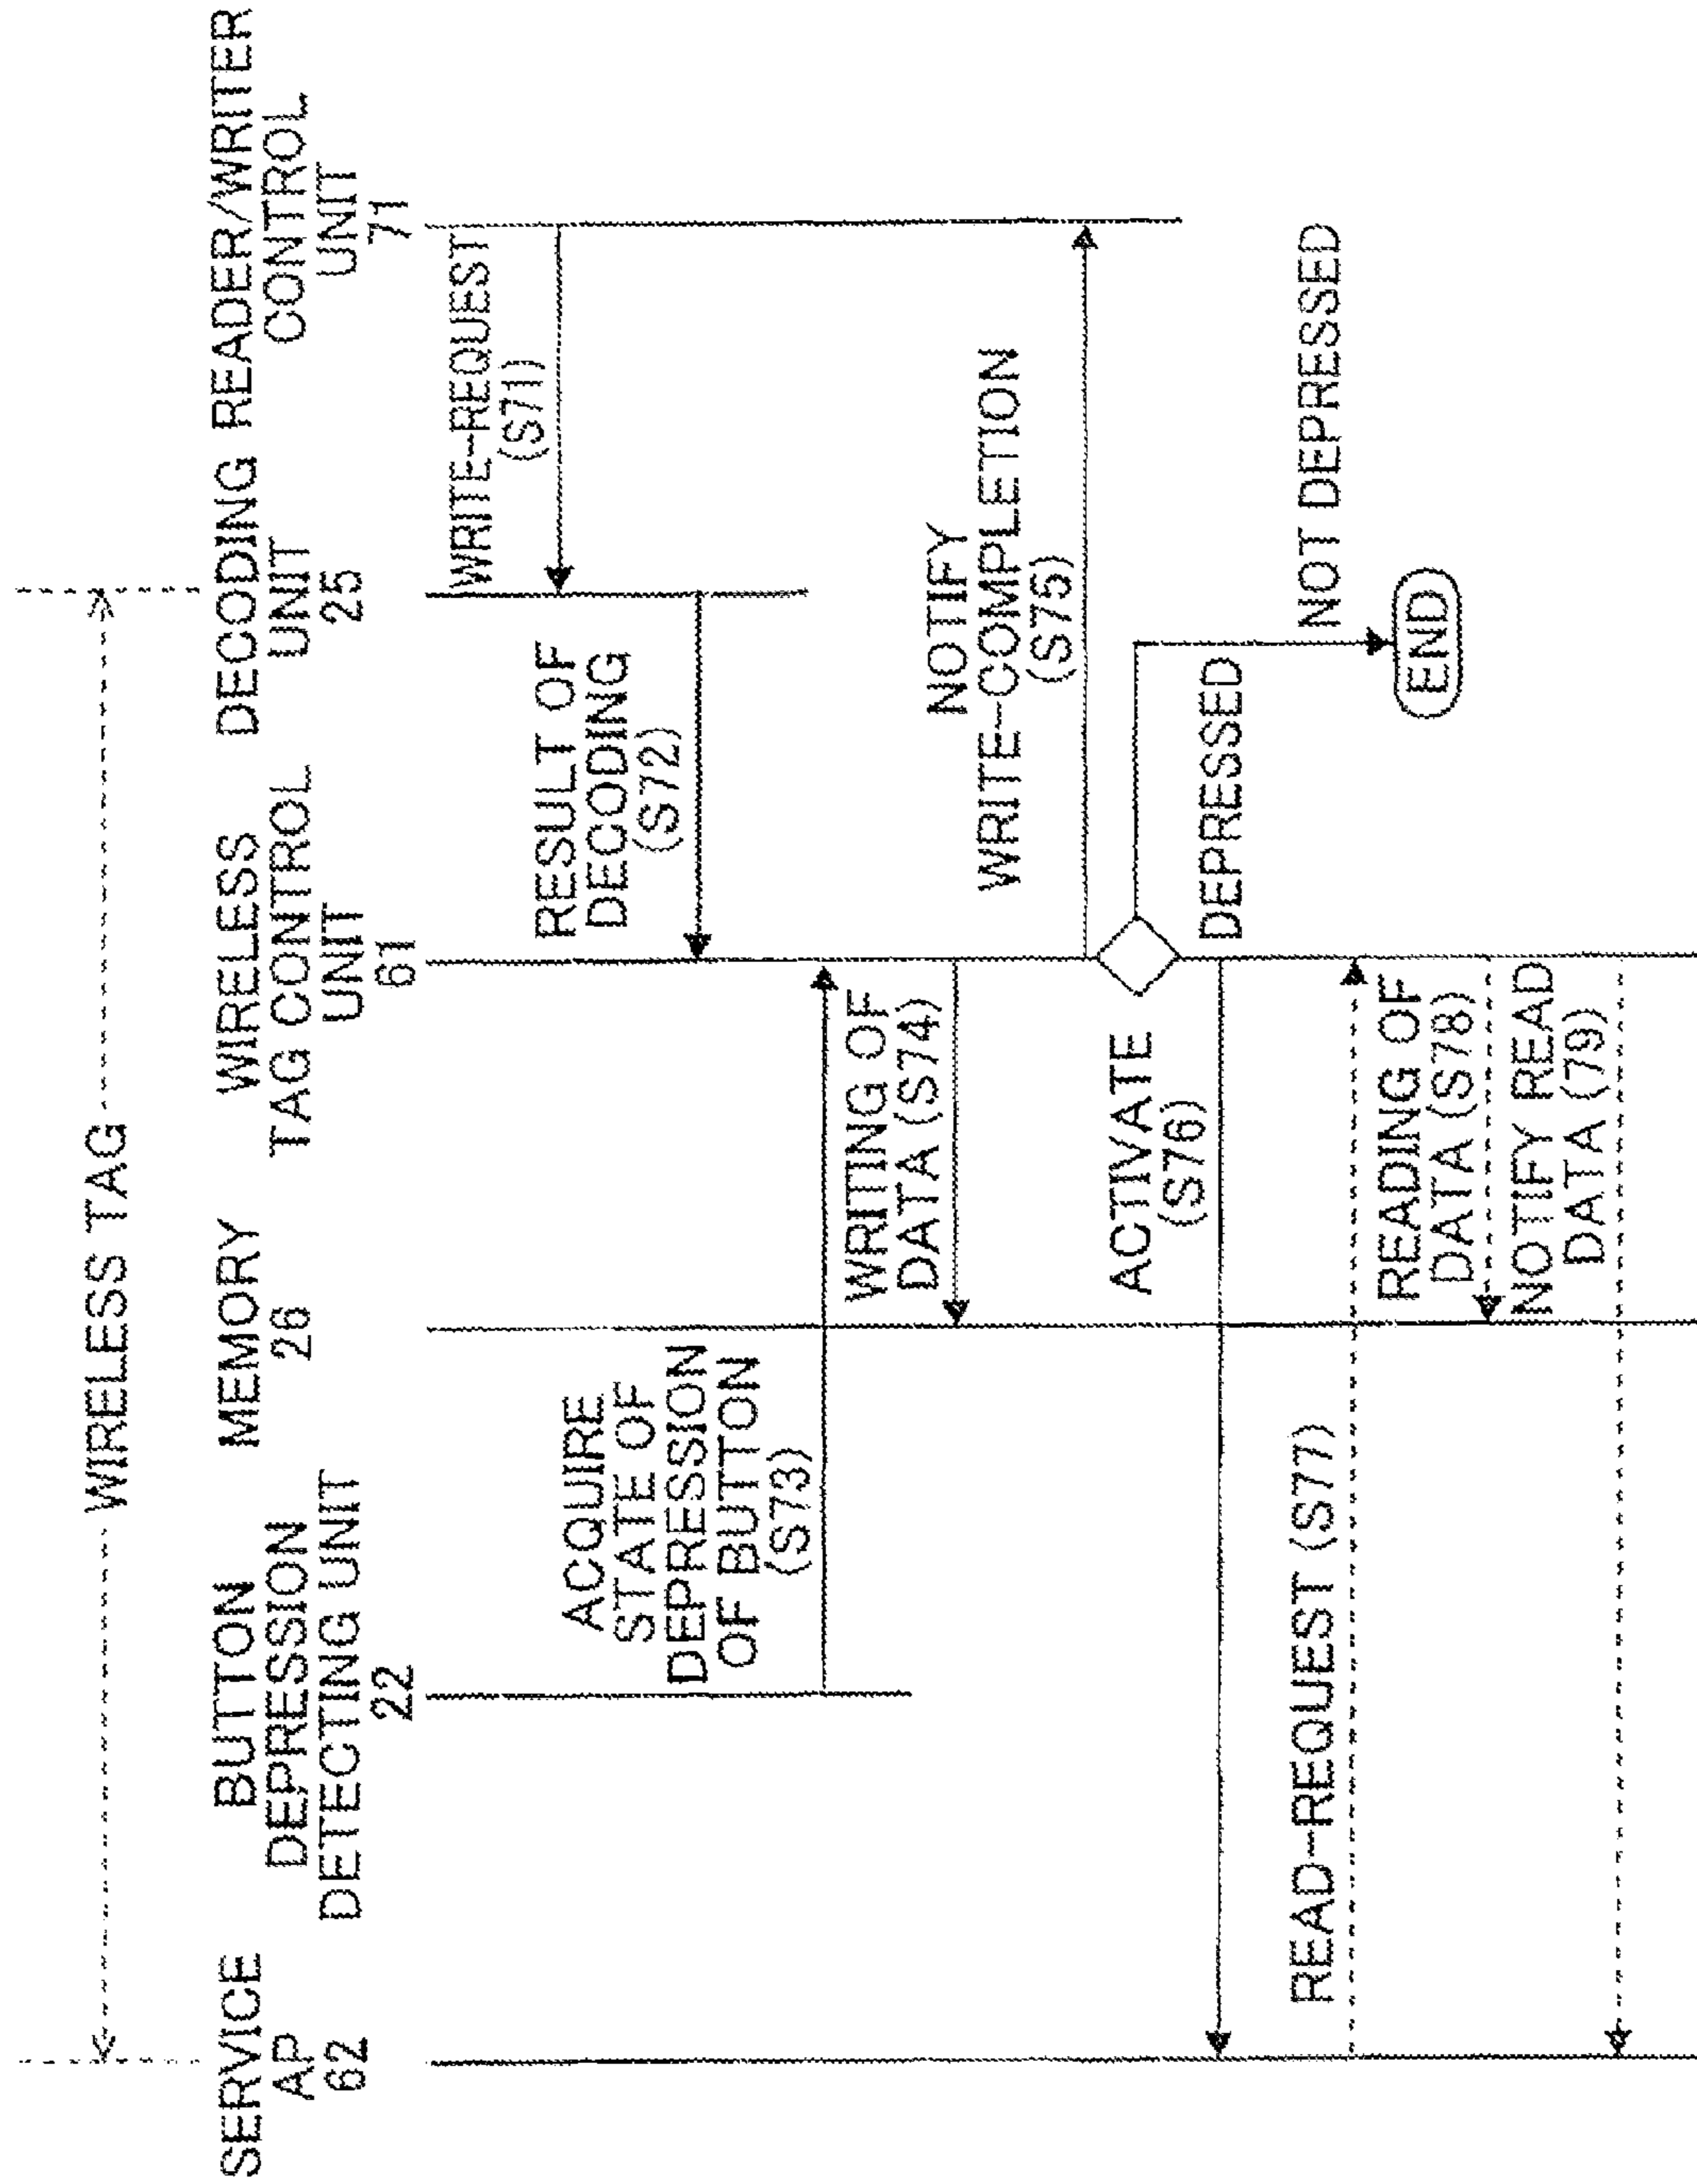 WIRELESS TAG
SERVICE
AP
62
BUTTON
DEPRESSION
DETECTING UNIT
22
MEMORY
26
WIRELESS
TAG CONTROL
UNIT
61
DECODING
UNIT
25
READER/WRITER
CONTROL
UNIT
71
WRITE-REQUEST
(S71)
RESULT OF
DECODING
(S72)
ACQUIRE
STATE OF
DEPRESSION
OF BUTTON
(S73)
WRITING OF
DATA (S74)
NOTIFY
WRITE-COMPLETION
(S75)
ACTIVATE
(S76)
DEPRESSED
NOT DEPRESSED
END
READ-REQUEST (S77)
READING OF
DATA (S78)
NOTIFY READ
DATA (79)